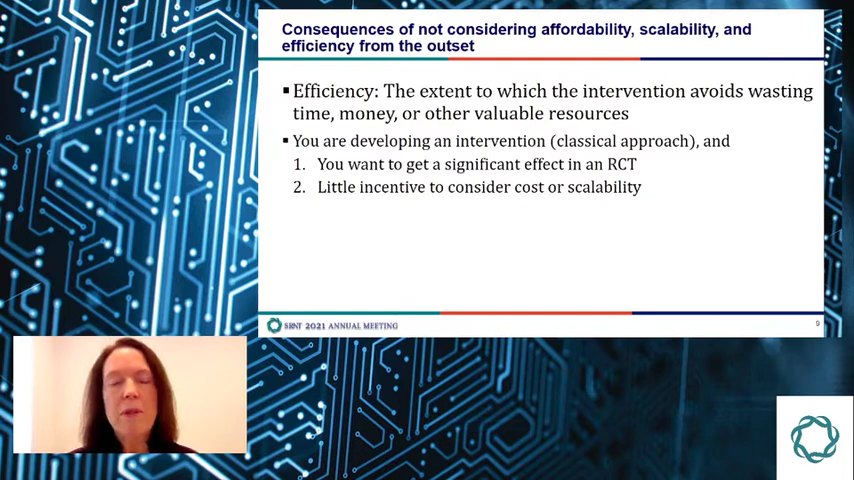 Consequences of not considering affordability, scalability, and
efficiency from the outset
▪ Efficiency: The extent to which the intervention avoids wasting
time, money, or other valuable resources
▪ You are developing an intervention (classical approach), and
1. You want to get a significant effect in an RCT
2. Little incentive to consider cost or scalability
SRNT 2021 ANNUAL MEETING
9